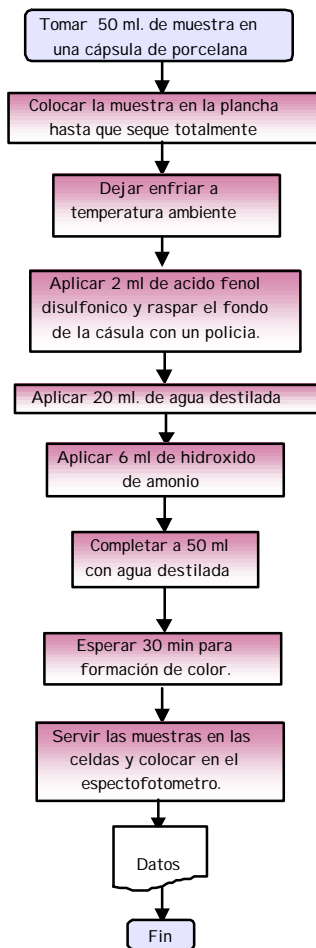 Tomar 50 ml. de muestra en
una cápsula de porcelana
Colocar la muestra en la plancha
hasta que seque totalmente
Dejar enfriar a
temperatura ambiente
Aplicar 2 ml de acido fenol
disulfonico y raspar el fondo
de la cásula con un policia.
Aplicar 20 ml. de agua destilada
Aplicar 6 ml de hidroxido
de amonio
Completar a 50 ml
con agua destilada
Esperar 30 min para
formación de color.
Servir las muestras en las
celdas y colocar en el
espectofotometro.
Datos
Fin